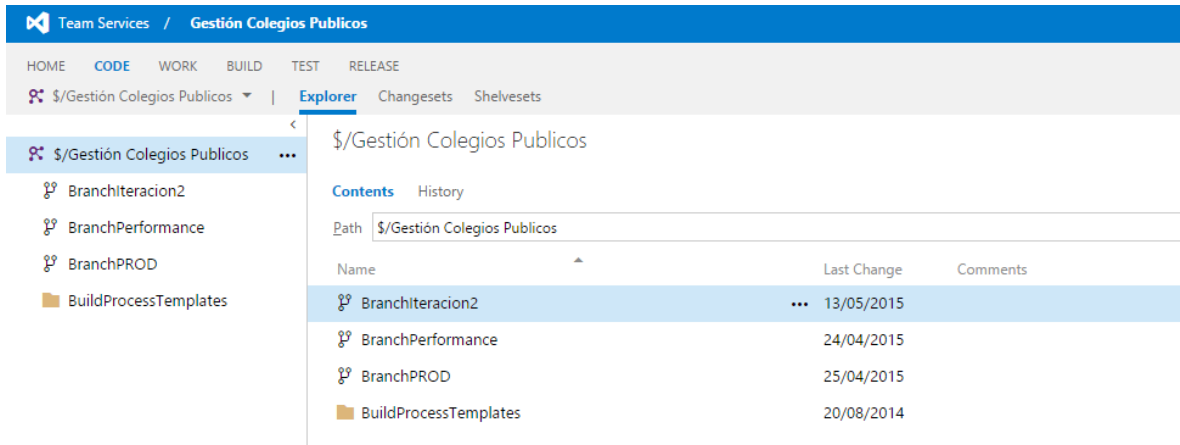 Team Services / Gestión Colegios Publicos
HOME CODE WORK BUILD TEST RELEASE
$/Gestión Colegios Publicos | Explorer Changesets Shelvesets
$/Gestión Colegios Publicos ...
BranchIteracion2
BranchPerformance
BranchPROD
BuildProcessTemplates
$/Gestión Colegios Publicos
Contents History
Path $/Gestión Colegios Publicos
Name Last Change Comments
BranchIteracion2 ... 13/05/2015
BranchPerformance 24/04/2015
BranchPROD 25/04/2015
BuildProcessTemplates 20/08/2014